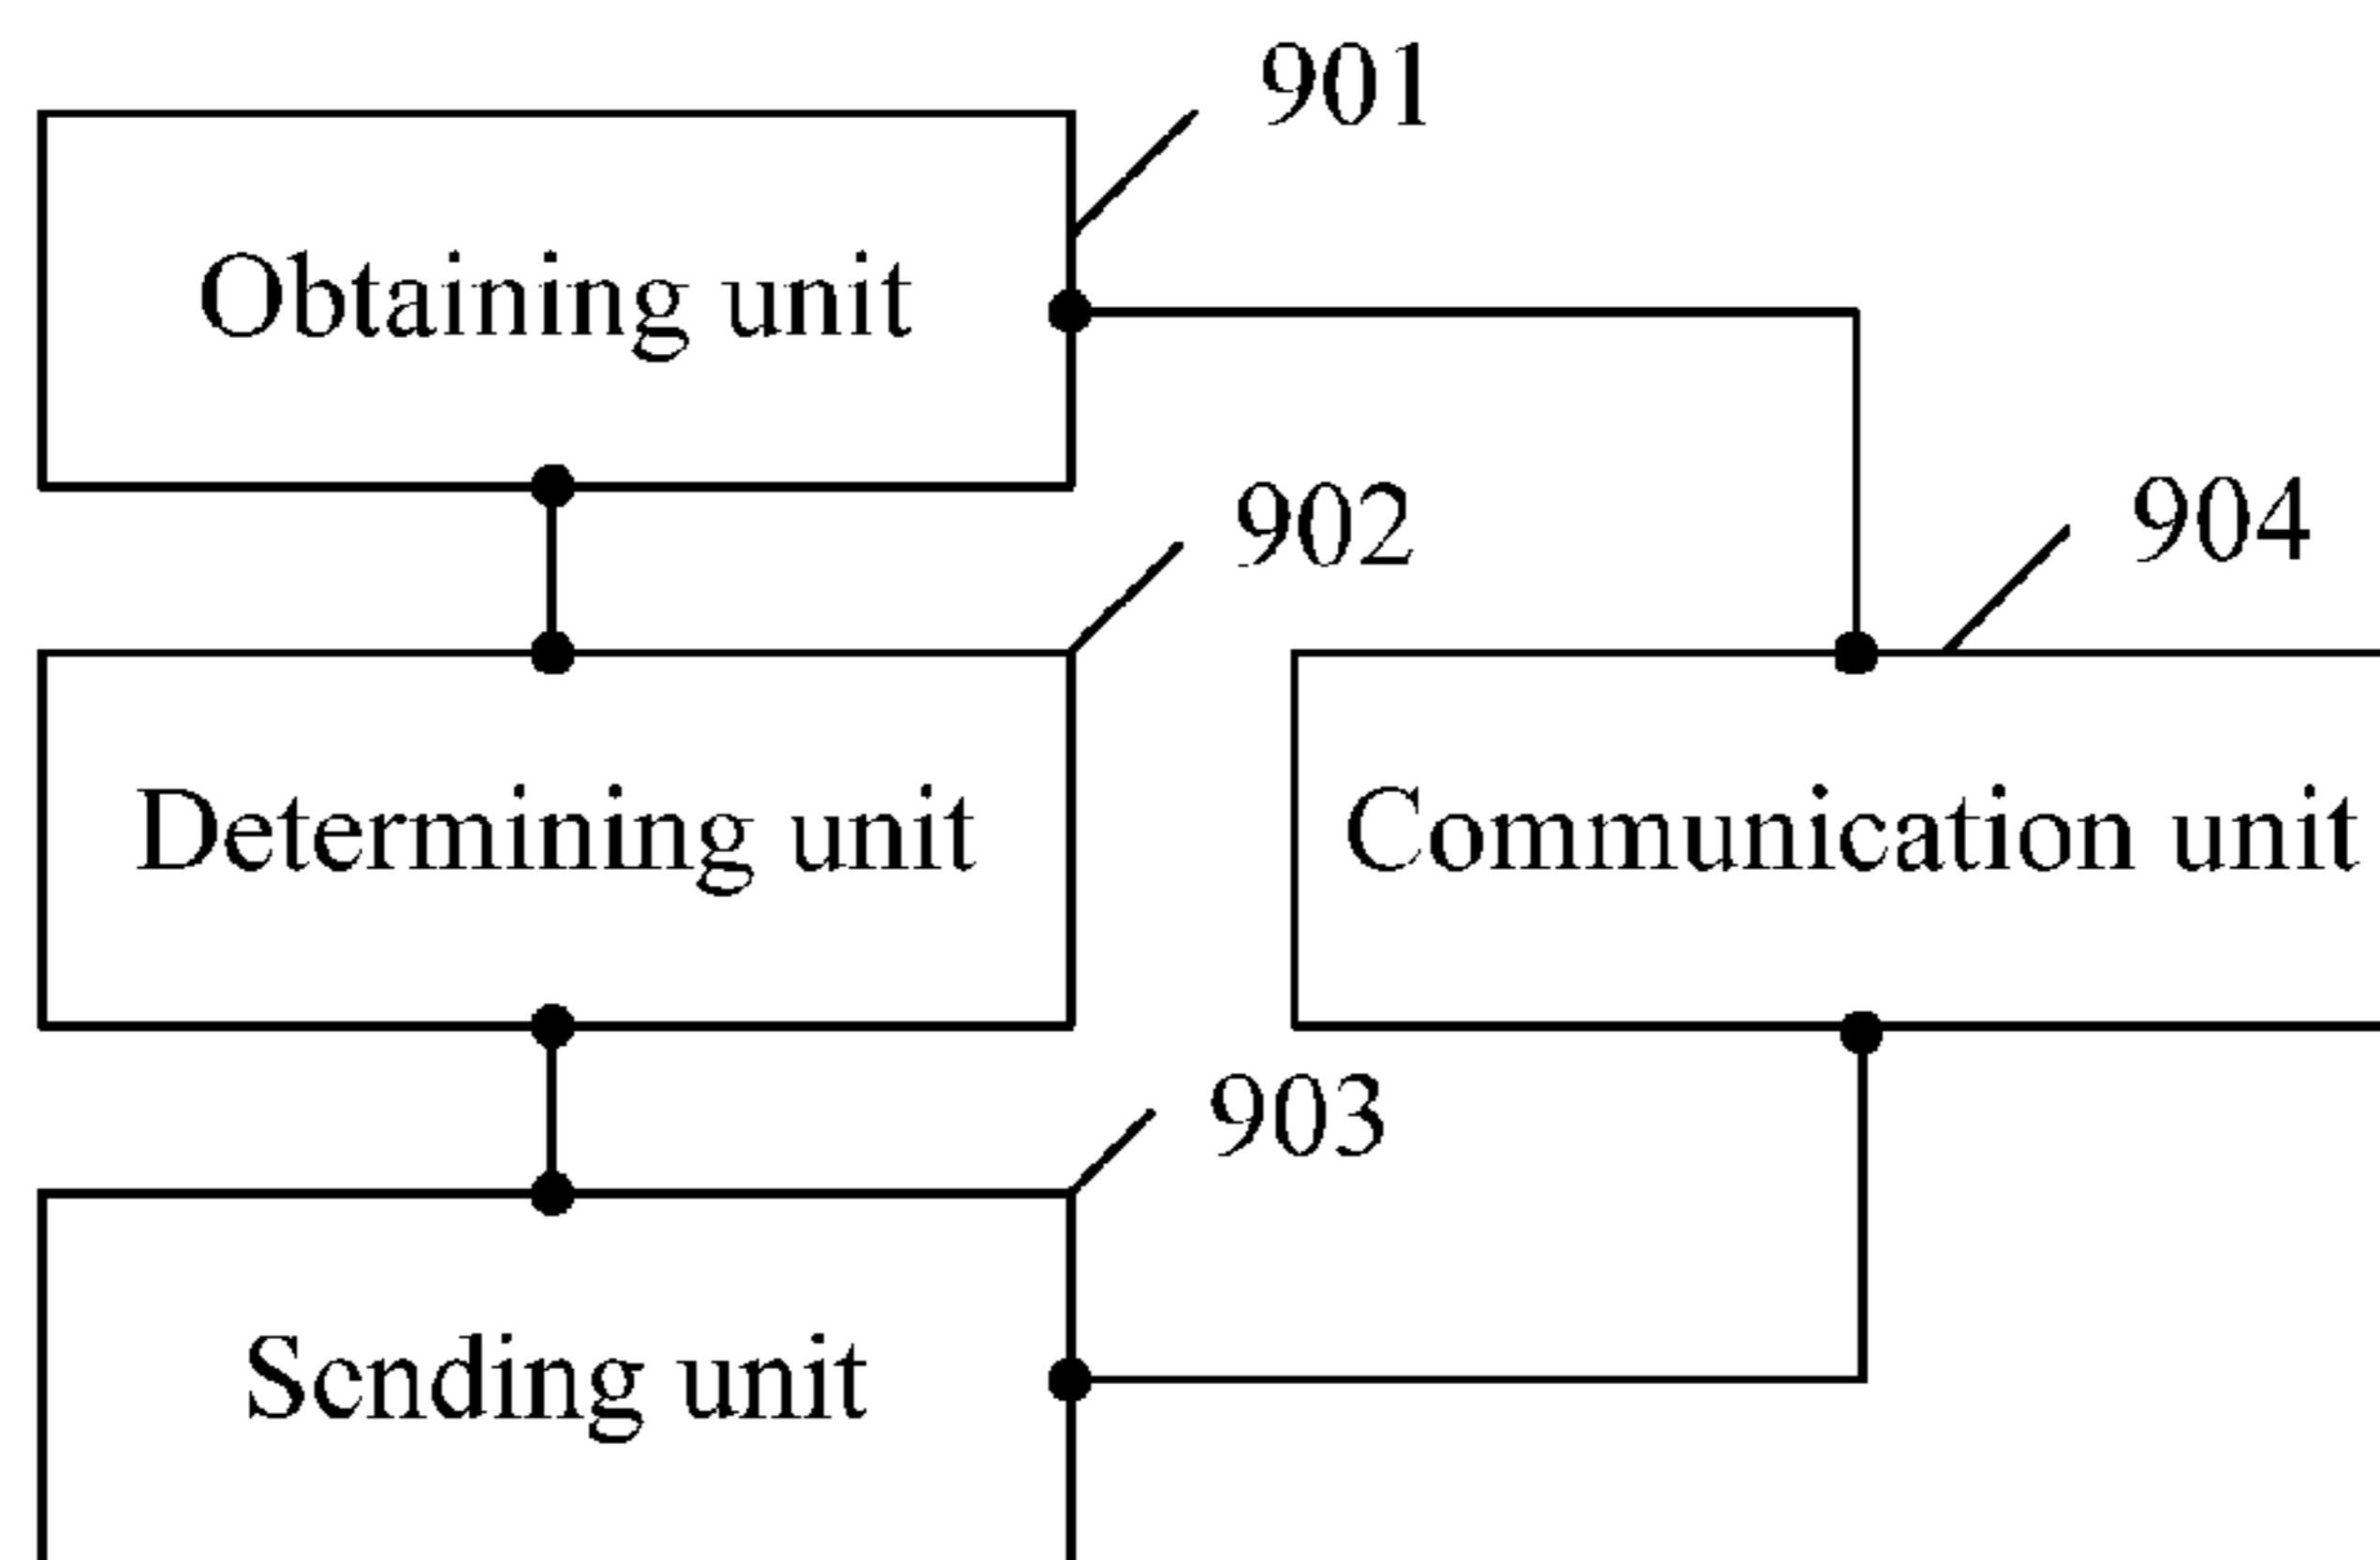 901
Obtaining unit
902
904
Determining unit
Communication unit
903
Sending unit